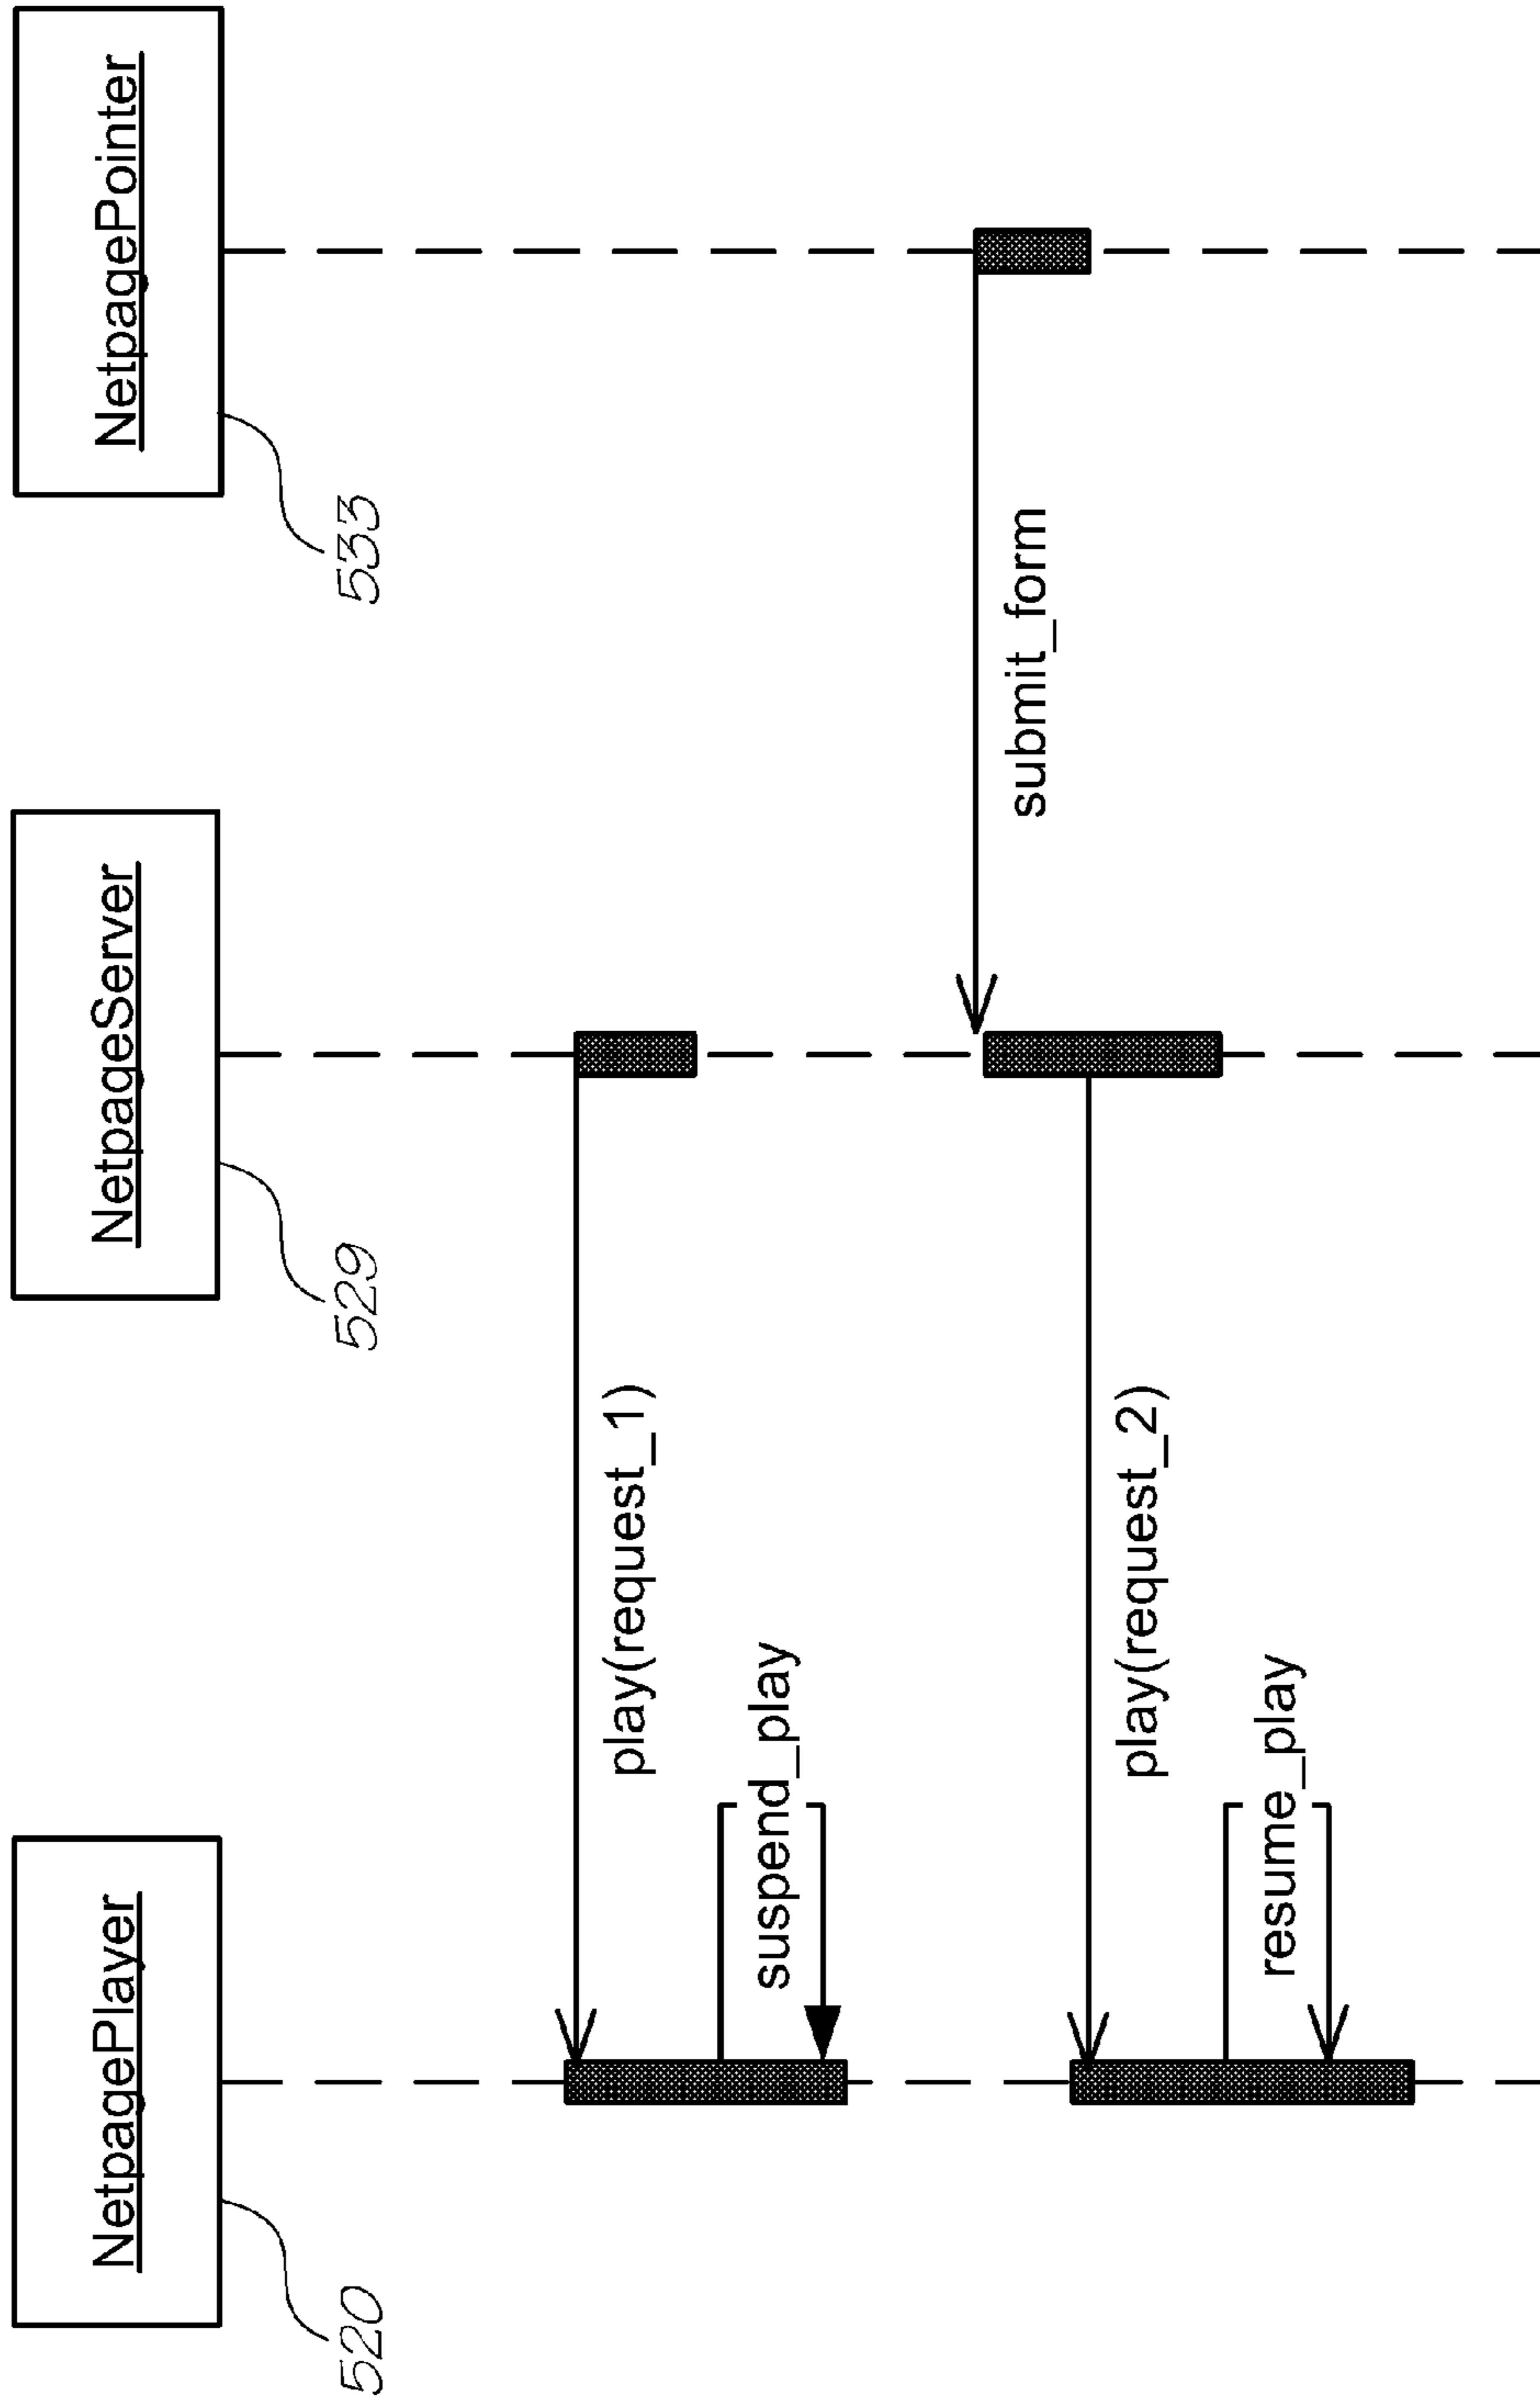 NetpagePlayer
NetpageServer
NetpagePointer
520
529
533
play(request_1)
suspend_play
submit_form
play(request_2)
resume_play